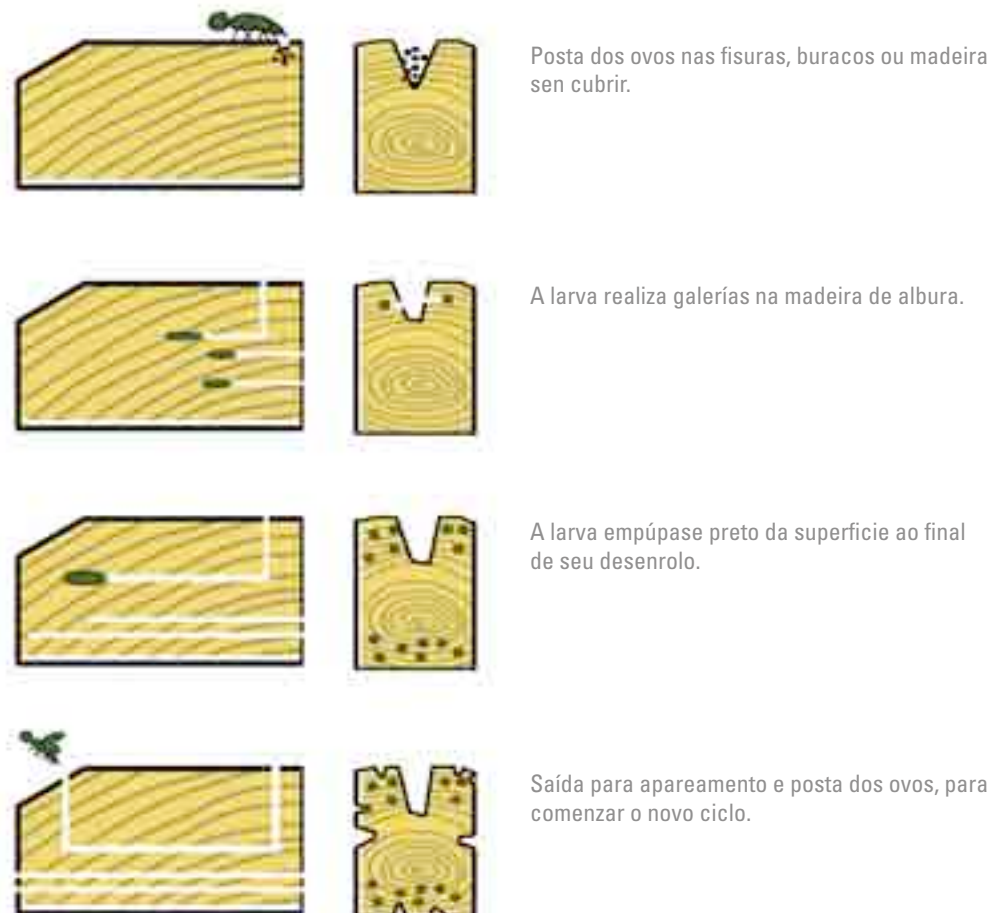 Posta dos ovos nas fisuras, buracos ou madeira
sen cubrir.
A larva realiza galerías na madeira de albura.
A larva empúpase preto da superficie ao final
de seu desenrolo.
Saída para apareamento e posta dos ovos, para
comenzar o novo ciclo.